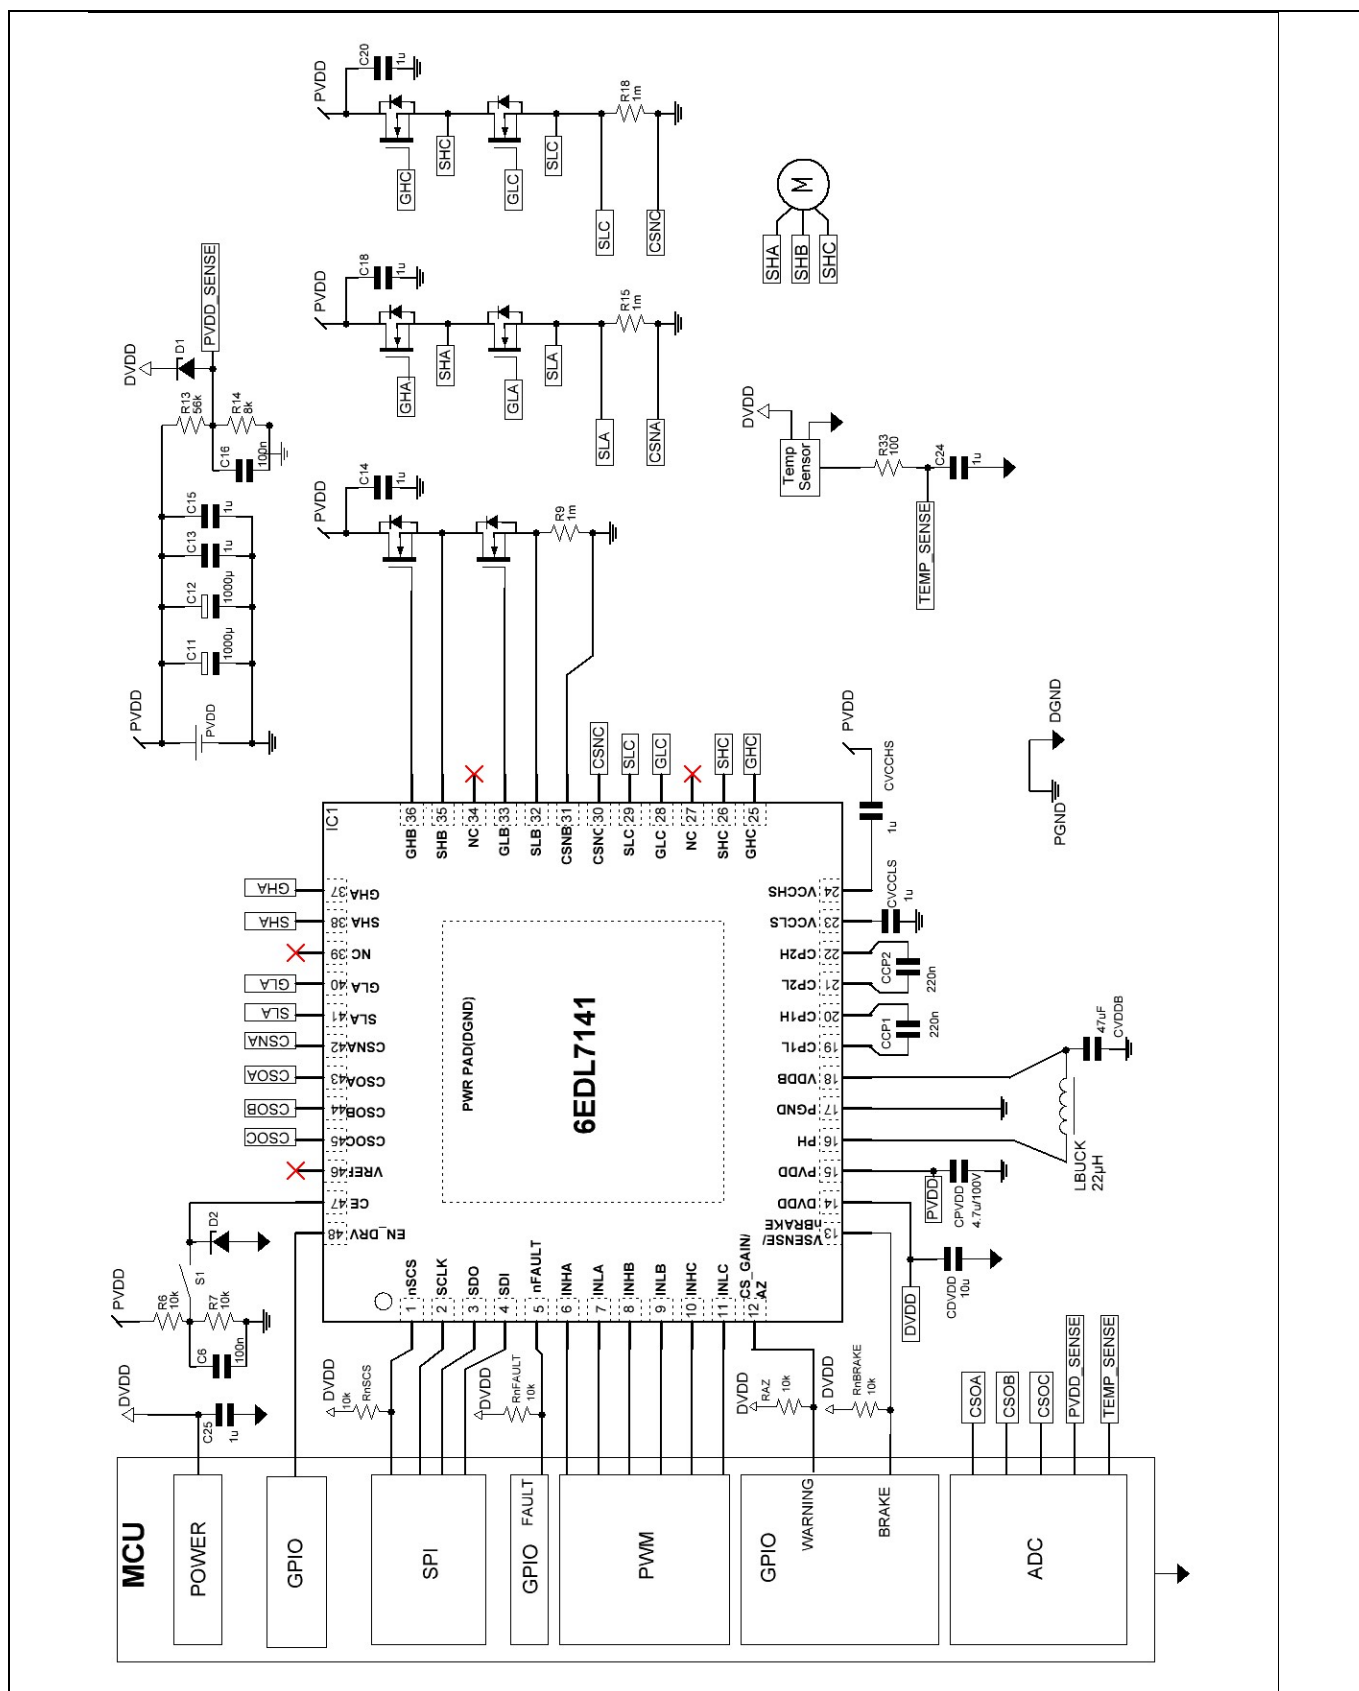 PVDD
C20
1u
R18
1m
GHC
SHC
GLC
SLC
SLC
CSNC
M
SHA
SHB
SHC
PVDD
C18
1u
R15
1m
GHA
SHA
GLA
SLA
SLA
CSNA
DVDD
D1
PVDD_SENSE
R13
56k
R14
8k
C16
100n
C15
1u
C13
1u
C12
1000µ
C11
1000µ
PVDD
PVDD
PVDD
C14
1u
R9
1m
DVDD
Temp
Sensor
R33
100
C24
1u
TEMP_SENSE
PGND
DGND
IC1
GHB 36
SHB 35
NC 34
GLB 33
SLB 32
CSNB 31
CSNC 30
SLC 29
GLC 28
NC 27
SHC 26
GHC 25
CSNC
SLC
GLC
SHC
GHC
PVDD
CVCCHS
1u
CVCCLS
1u
CCP2
220n
CCP1
220n
47uF
CVDDB
LBUCK
22µH
VCCHS 24
VCCLS 23
CP2H 22
CP2L 21
CP1H 20
CP1L 19
VDDB 18
PGND 17
PH 16
PVDD 15
DVDD 14
VSENSE/
nBRAKE 13
PVDD
CPVDD
4.7u/100V
DVDD
CDVDD
10u
GHA
SHA
GLA
SLA
CSNA
CSOA
CSOB
CSOC
37 GHA
38 SHA
39 NC
40 GLA
41 SLA
42 CSNA
43 CSOA
44 CSOB
45 CSOC
46 VREF
47 CE
48 EN_DRV
PWR PAD(DGND)
6EDL7141
1 nSCS
2 SCLK
3 SDO
4 SDI
5 nFAULT
6 INHA
7 INLA
8 INHB
9 INLB
10 INHC
11 INLC
12 CS_GAIN/
AZ
PVDD
R6
10k
R7
10k
S1
D2
C6
100n
DVDD
C25
1u
DVDD
10k
RnSCS
DVDD
RnFAULT
10k
DVDD
RAZ
10k
DVDD
RnBRAKE
10k
CSOA
CSOB
CSOC
PVDD_SENSE
TEMP_SENSE
MCU
POWER
GPIO
SPI
GPIO FAULT
PWM
GPIO
WARNING
BRAKE
ADC